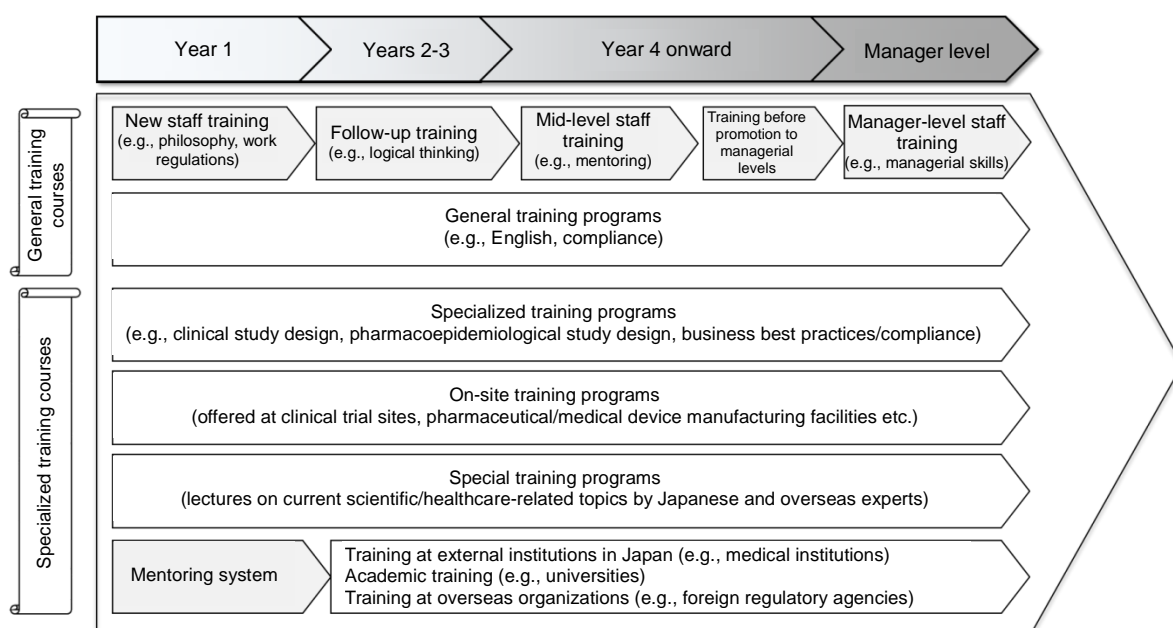 Year 1
Years 2-3
Year 4 onward
Manager level
General training
courses
New staff training
(e.g., philosophy, work
regulations)
Follow-up training
(e.g., logical thinking)
Mid-level staff
training
(e.g., mentoring)
Training before
promotion to
managerial
levels
Manager-level staff
training
(e.g., managerial skills)
General training programs
(e.g., English, compliance)
Specialized training courses
Specialized training programs
(e.g., clinical study design, pharmacoepidemiological study design, business best practices/compliance)
On-site training programs
(offered at clinical trial sites, pharmaceutical/medical device manufacturing facilities etc.)
Special training programs
(lectures on current scientific/healthcare-related topics by Japanese and overseas experts)
Mentoring system
Training at external institutions in Japan (e.g., medical institutions)
Academic training (e.g., universities)
Training at overseas organizations (e.g., foreign regulatory agencies)